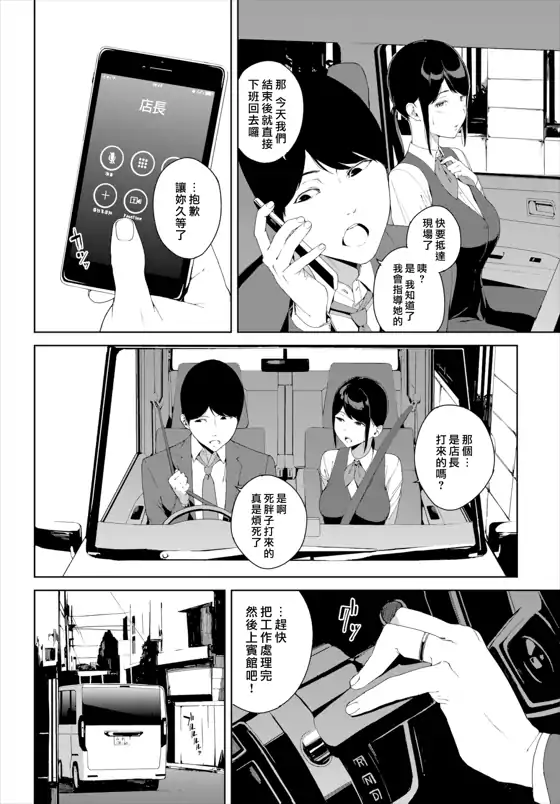 快要抵達
現場了
咦？
是 我知道了
我會指導她的
那 今天我們
結束後就直接
下班回去囉
店長
FaceTime
…抱歉
讓妳久等了
那個…
是店長
打來的嗎？
是啊
死胖子打來的
真是煩死了
…趕快
把工作處理完
然後上賓館吧！